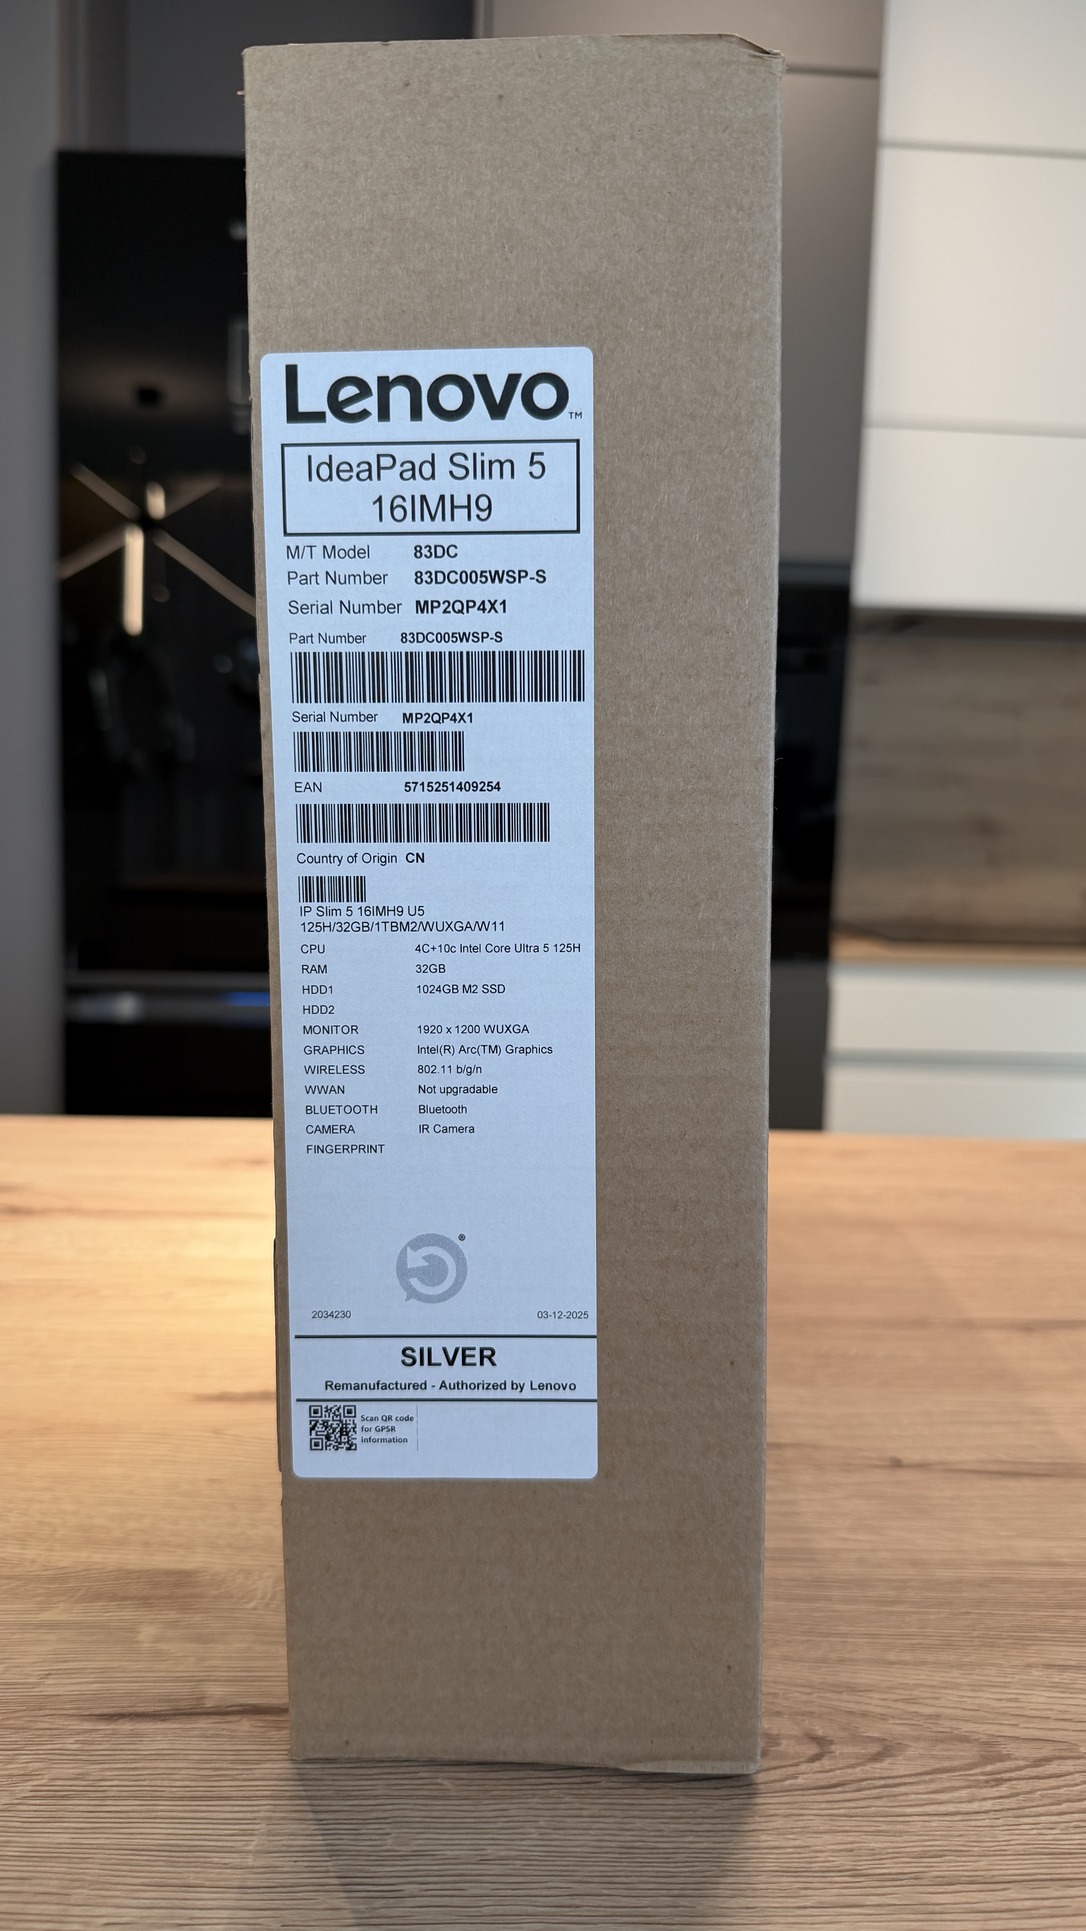 Lenovo™
IdeaPad Slim 5
16IMH9
M/T Model 83DC
Part Number 83DC005WSP-S
Serial Number MP2QP4X1
Part Number 83DC005WSP-S
Serial Number MP2QP4X1
EAN 5715251409254
Country of Origin CN
IP Slim 5 16IMH9 U5
125H/32GB/1TBM2/WUXGA/W11
CPU 4C+10c Intel Core Ultra 5 125H
RAM 32GB
HDD1 1024GB M2 SSD
HDD2
MONITOR 1920 x 1200 WUXGA
GRAPHICS Intel(R) Arc(TM) Graphics
WIRELESS 802.11 b/g/n
WWAN Not upgradable
BLUETOOTH Bluetooth
CAMERA IR Camera
FINGERPRINT
®
2034230 03-12-2025
SILVER
Remanufactured - Authorized by Lenovo
Scan QR code
for GPSR
information